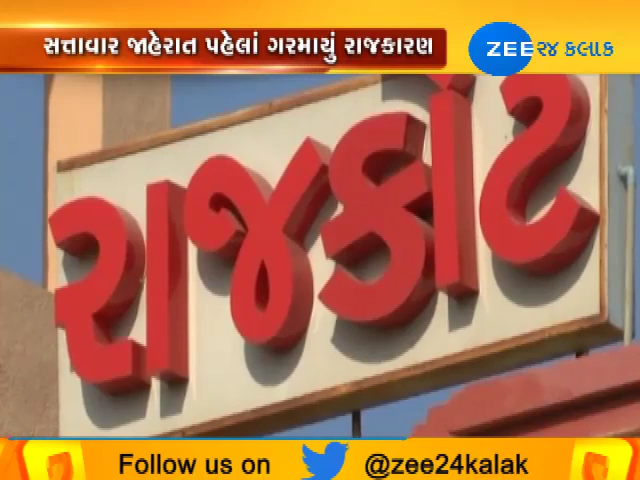 સત્તાવાર જાહેરાત પહેલાં ગરમાયું રાજકારણ
ZEE ૨૪ કલાક
રાજકોટ
Follow us on @zee24kalak